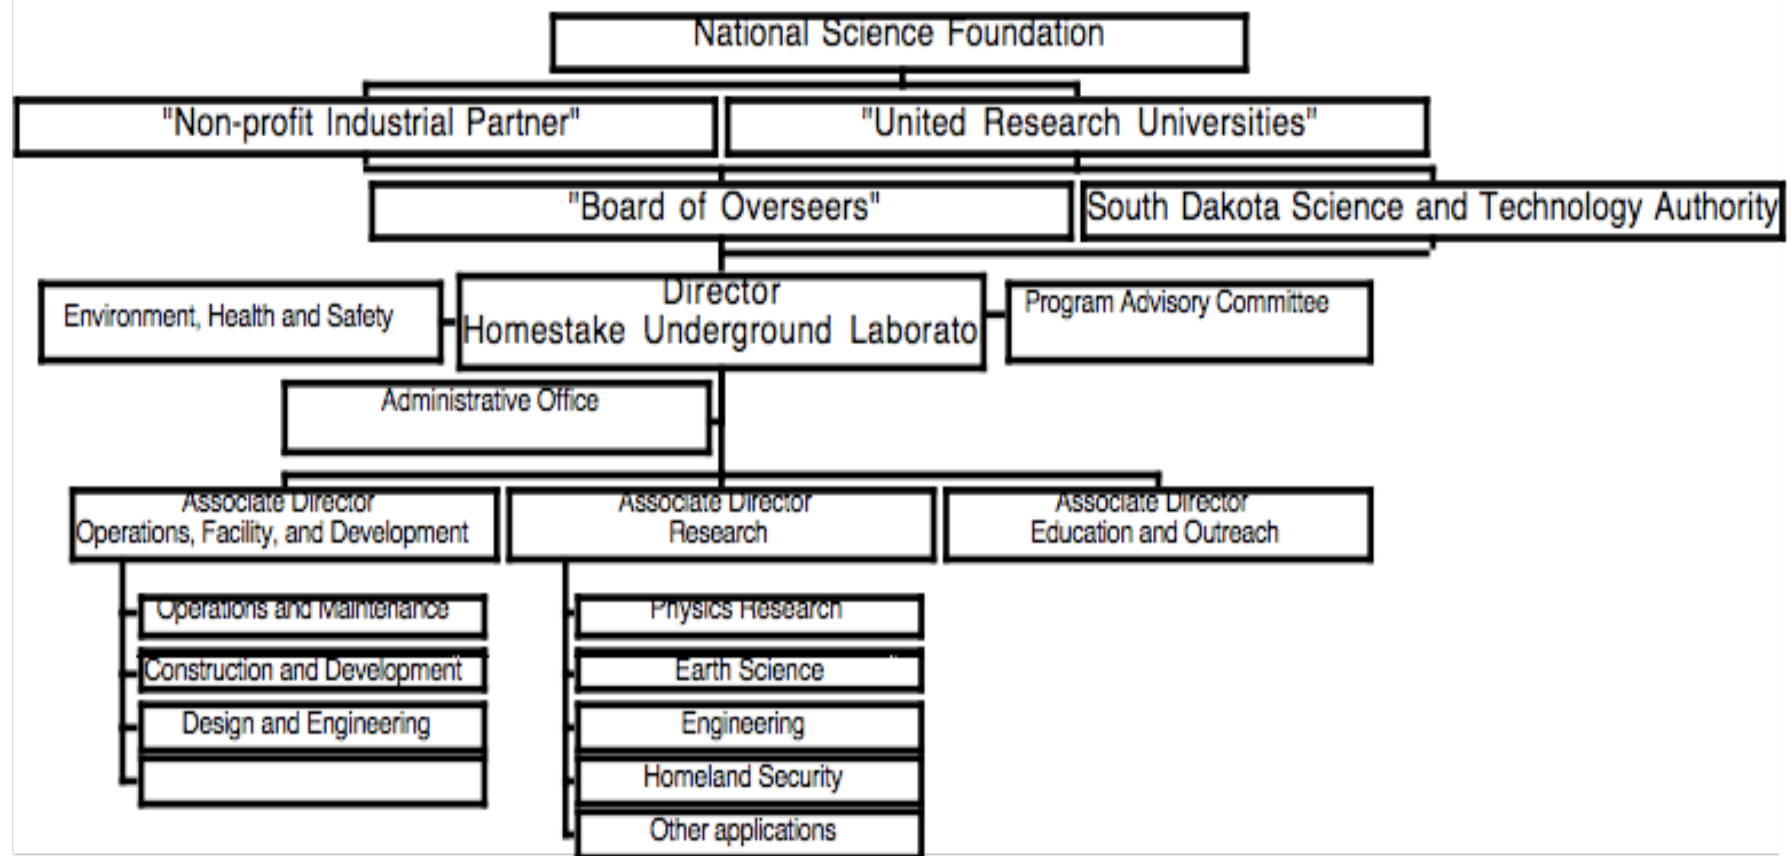 National Science Foundation
"Non-profit Industrial Partner"
"United Research Universities"
"Board of Overseers"
South Dakota Science and Technology Authority
Environment, Health and Safety
Director
Homestake Underground Laborato
Program Advisory Committee
Administrative Office
Associate Director
Operations, Facility, and Development
Associate Director
Research
Associate Director
Education and Outreach
Operations and Maintenance
Construction and Development
Design and Engineering
Physics Research
Earth Science
Engineering
Homeland Security
Other applications